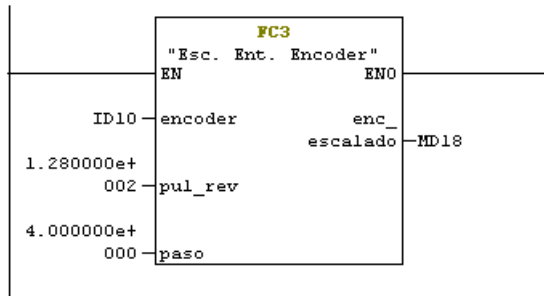 FC3
"Esc. Ent. Encoder"
EN ENO
ID10 encoder enc_
escalado MD18
1.280000e+
002 pul_rev
4.000000e+
000 paso